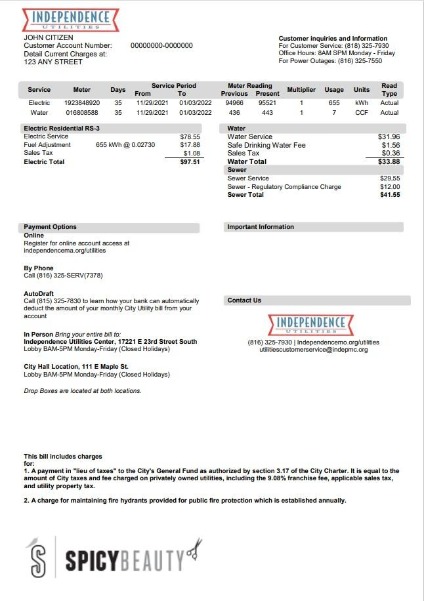 INDEPENDENCE
UTILITIES
JOHN CITIZEN
Customer Account Number: 00000000-0000000
Detail Current Charges at:
123 ANY STREET
Customer Inquiries and Information
For Customer Service: (818) 325-7930
Office Hours: 8AM 5PM Monday - Friday
For Power Outages: (816) 325-7550
Service Period Meter Reading Read
Service Meter Days From To Previous Present Multiplier Usage Units Type
Electric 1923848920 35 11/29/2021 01/03/2022 94966 95521 1 655 kWh Actual
Water 016808588 35 11/29/2021 01/03/2022 436 443 1 7 CCF Actual
Electric Residential RS-3
Electric Service $78.55
Fuel Adjustment 655 kWh @ 0.02730 $17.88
Sales Tax $1.08
Electric Total $97.51
Water
Water Service $31.96
Safe Drinking Water Fee $1.56
Sales Tax $0.36
Water Total $33.88
Sewer
Sewer Service $29.55
Sewer - Regulatory Compliance Charge $12.00
Sewer Total $41.55
Payment Options
Online
Register for online account access at
independencema.org/utilities
By Phone
Call (816) 325-SERV(7378)
AutoDraft
Call (815) 325-7830 to learn how your bank can automatically
deduct the amount of your monthly City Utility bill from your
account
In Person Bring your entire bill to:
Independence Utilities Center, 17221 E 23rd Street South
Lobby 8AM-5PM Monday-Friday (Closed Holidays)
City Hall Location, 111 E Maple St.
Lobby 8AM-5PM Monday-Friday (Closed Holidays)
Drop Boxes are located at both locations.
Important Information
Contact Us
INDEPENDENCE
UTILITIES
(816) 325-7930 | Independencemo.org/utilities
utilitiescustomerservice@indepmc.org
This bill includes charges
for:
1. A payment in "lieu of taxes" to the City's General Fund as authorized by section 3.17 of the City Charter. It is equal to the
amount of City taxes and fee charged on privately owned utilities, including the 9.08% franchise fee, applicable sales tax,
and utility property tax.
2. A charge for maintaining fire hydrants provided for public fire protection which is established annually.
S SPICYBEAUTY